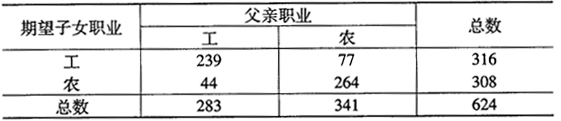 期望子女职业 父亲职业 总数
工 农
工 239 77 316
农 44 264 308
总数 283 341 624